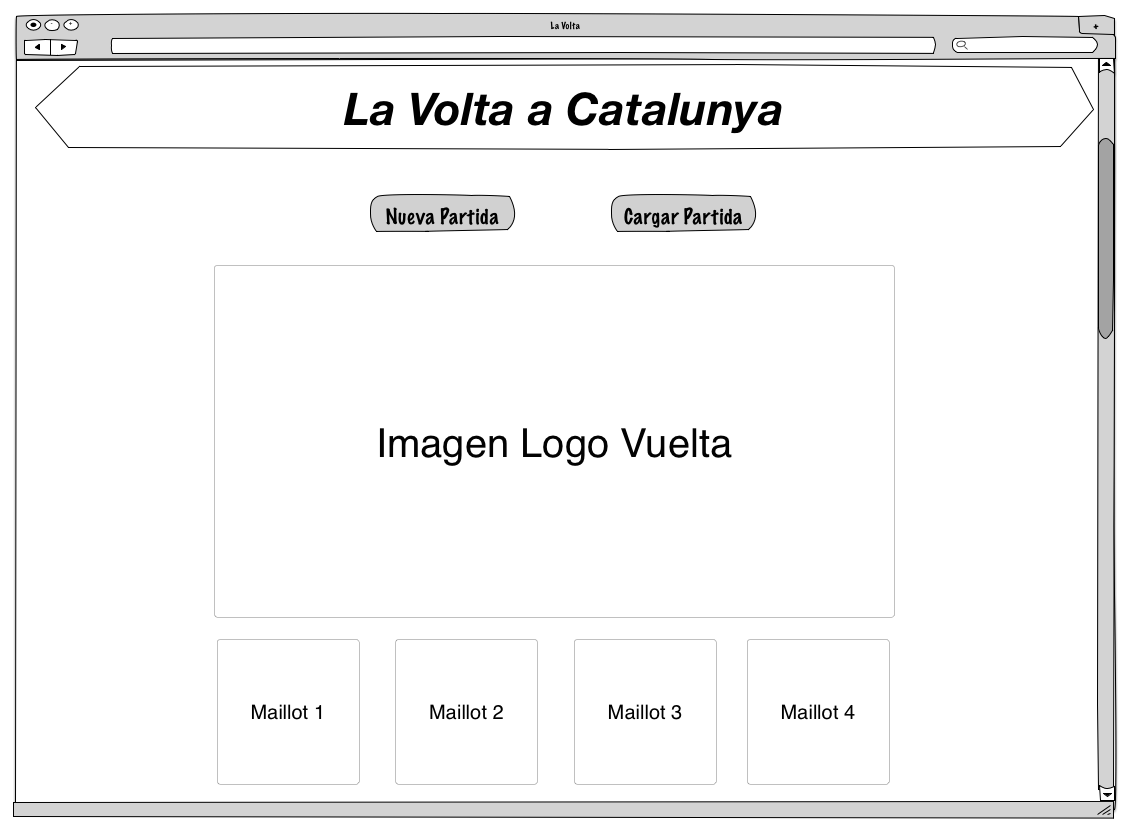 La Volta
La Volta a Catalunya
Nueva Partida
Cargar Partida
Imagen Logo Vuelta
Maillot 1
Maillot 2
Maillot 3
Maillot 4